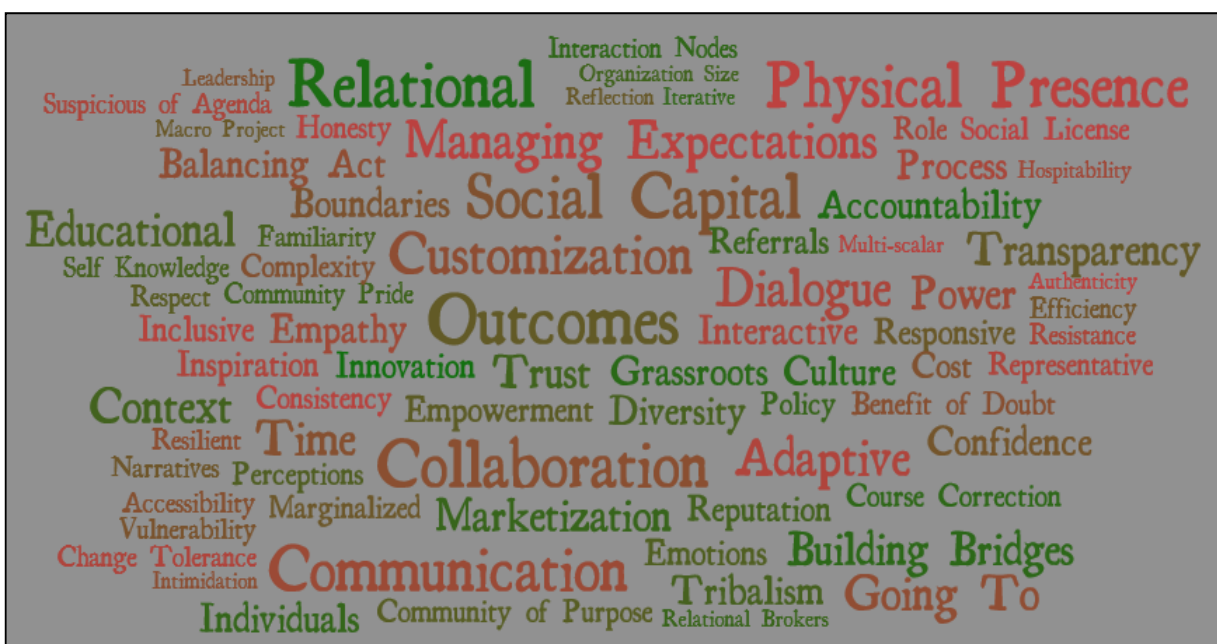 Interaction Nodes
Leadership Relational Organization Size Physical Presence
Suspicious of Agenda Reflection Iterative
Macro Project Honesty Managing Expectations Role Social License
Balancing Act Process Hospitability
Boundaries Social Capital Accountability
Educational Familiarity Customization Referrals Multi-scalar Transparency
Self Knowledge Complexity
Respect Community Pride Dialogue Power Authenticity
Efficiency
Inclusive Empathy Outcomes Interactive Responsive Resistance
Inspiration Innovation Trust Grassroots Culture Cost Representative
Context Consistency Empowerment Diversity Policy Benefit of Doubt
Resilient Time Confidence
Narratives Perceptions Collaboration Adaptive
Accessibility Marginalized Marketization Reputation Course Correction
Vulnerability
Change Tolerance Communication Emotions Building Bridges
Intimidation
Tribalism Going To
Individuals Community of Purpose Relational Brokers